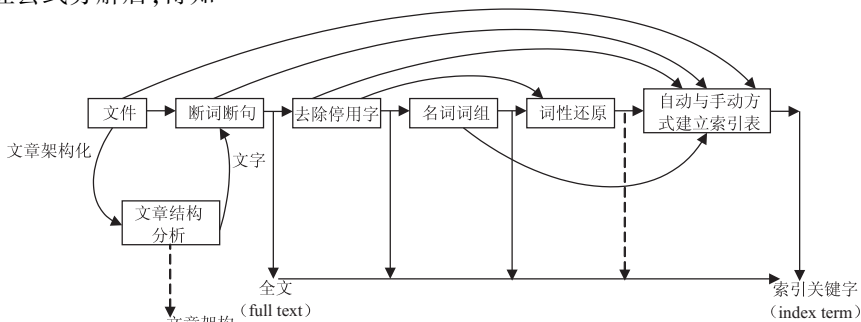 文件
断词断句
去除停用字
名词词组
词性还原
自动与手动方
式建立索引表
文章架构化
文字
文章结构
分析
全文
(full text)
索引关键字
(index term)